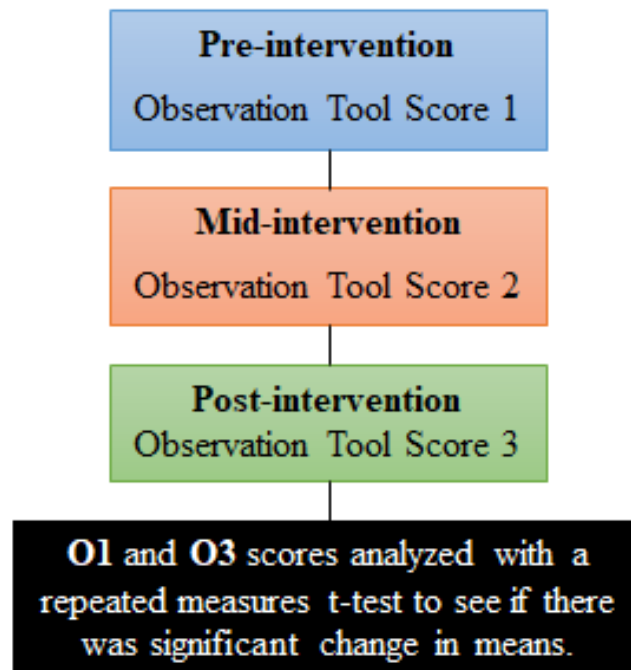 Pre-intervention
Observation Tool Score 1
Mid-intervention
Observation Tool Score 2
Post-intervention
Observation Tool Score 3
O1 and O3 scores analyzed with a
repeated measures t-test to see if there
was significant change in means.